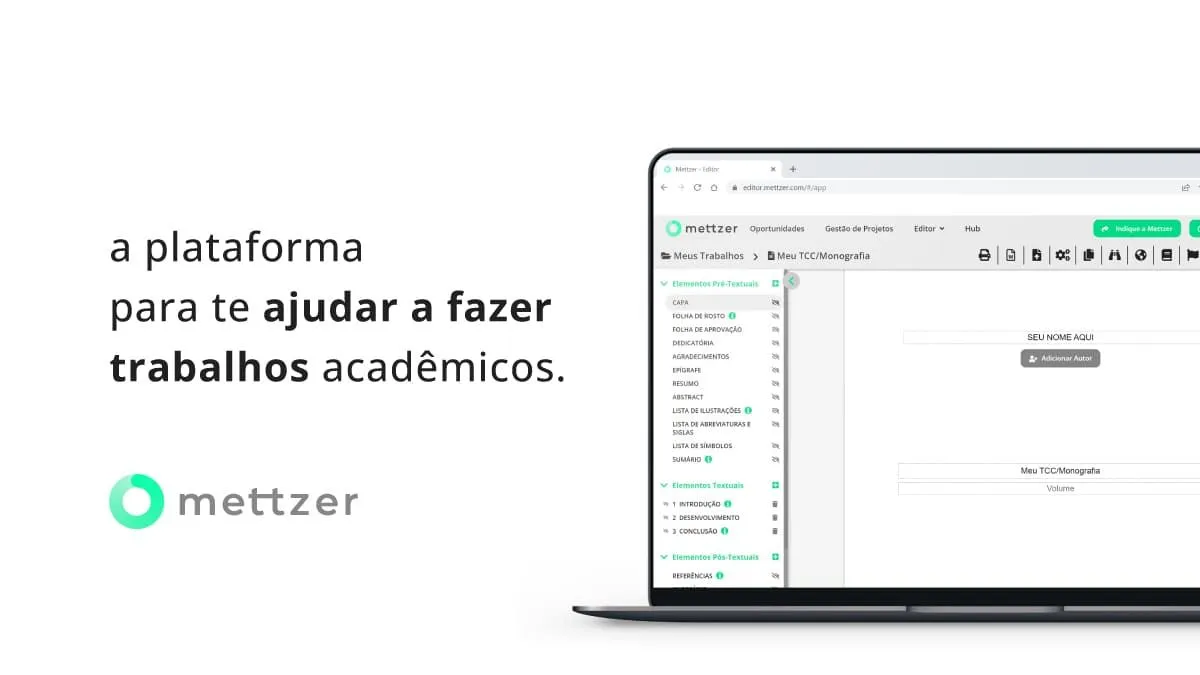 a plataforma
para te ajudar a fazer
trabalhos acadêmicos.
mettzer
Mettzer - Editor
editor.mettzer.com/#/app
mettzer Oportunidades Gestão de Projetos Editor Hub Indique a Mettzer
Meus Trabalhos > Meu TCC/Monografia
Elementos Pré-Textuais
CAPA
FOLHA DE ROSTO
FOLHA DE APROVAÇÃO
DEDICATÓRIA
AGRADECIMENTOS
EPÍGRAFE
RESUMO
ABSTRACT
LISTA DE ILUSTRAÇÕES
LISTA DE ABREVIATURAS E
SIGLAS
LISTA DE SÍMBOLOS
SUMÁRIO
Elementos Textuais
1 INTRODUÇÃO
2 DESENVOLVIMENTO
3 CONCLUSÃO
Elementos Pós-Textuais
REFERÊNCIAS
SEU NOME AQUI
Adicionar Autor
Meu TCC/Monografia
Volume